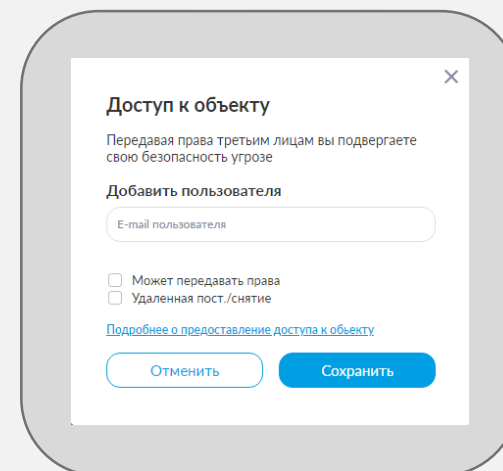 Доступ к объекту
Передавая права третьим лицам вы подвергаете
свою безопасность угрозе
Добавить пользователя
E-mail пользователя
Может передавать права
Удаленная пост./снятие
Подробнее о предоставление доступа к обьекту
Отменить
Сохранить